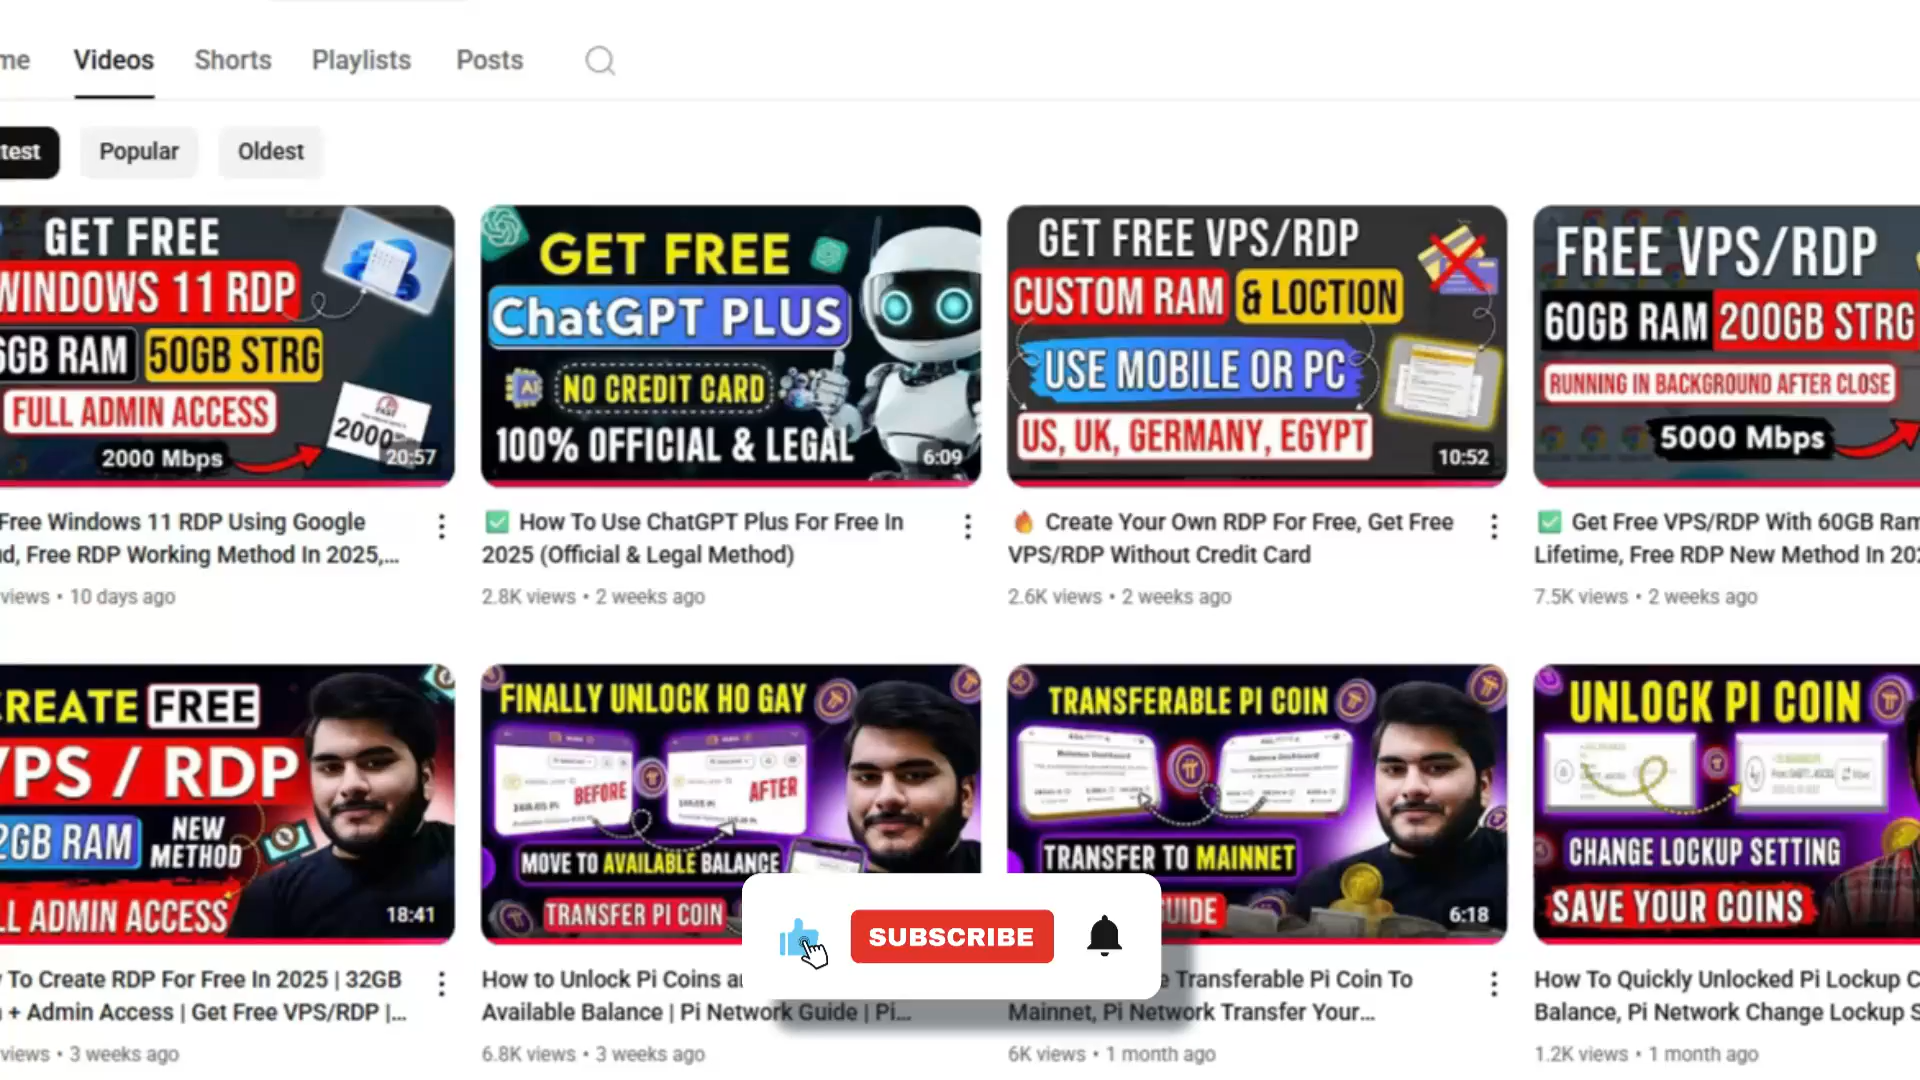 me Videos Shorts Playlists Posts
test Popular Oldest
GET FREE
WINDOWS 11 RDP
6GB RAM 50GB STRG
FULL ADMIN ACCESS
2000 Mbps
2000
20:57
GET FREE
ChatGPT PLUS
AI NO CREDIT CARD
100% OFFICIAL & LEGAL
6:09
GET FREE VPS/RDP
CUSTOM RAM & LOCTION
USE MOBILE OR PC
US, UK, GERMANY, EGYPT
10:52
FREE VPS/RDP
60GB RAM 200GB STRG
RUNNING IN BACKGROUND AFTER CLOSE
5000 Mbps
Free Windows 11 RDP Using Google
d, Free RDP Working Method In 2025,...
views • 10 days ago
✅ How To Use ChatGPT Plus For Free In
2025 (Official & Legal Method)
2.8K views • 2 weeks ago
🔥 Create Your Own RDP For Free, Get Free
VPS/RDP Without Credit Card
2.6K views • 2 weeks ago
✅ Get Free VPS/RDP With 60GB Ram
Lifetime, Free RDP New Method In 202
7.5K views • 2 weeks ago
CREATE FREE
VPS / RDP
2GB RAM NEW
METHOD
LL ADMIN ACCESS
18:41
FINALLY UNLOCK HO GAY
BEFORE AFTER
MOVE TO AVAILABLE BALANCE
TRANSFER PI COIN
TRANSFERABLE PI COIN
Balance Dashboard Balance Dashboard
TRANSFER TO MAINNET
UIDE
6:18
UNLOCK PI COIN
CHANGE LOCKUP SETTING
SAVE YOUR COINS
SUBSCRIBE
To Create RDP For Free In 2025 | 32GB
+ Admin Access | Get Free VPS/RDP |...
views • 3 weeks ago
How to Unlock Pi Coins a
Available Balance | Pi Network Guide | Pi...
6.8K views • 3 weeks ago
e Transferable Pi Coin To
Mainnet, Pi Network Transfer Your...
6K views • 1 month ago
How To Quickly Unlocked Pi Lockup C
Balance, Pi Network Change Lockup S
1.2K views • 1 month ago